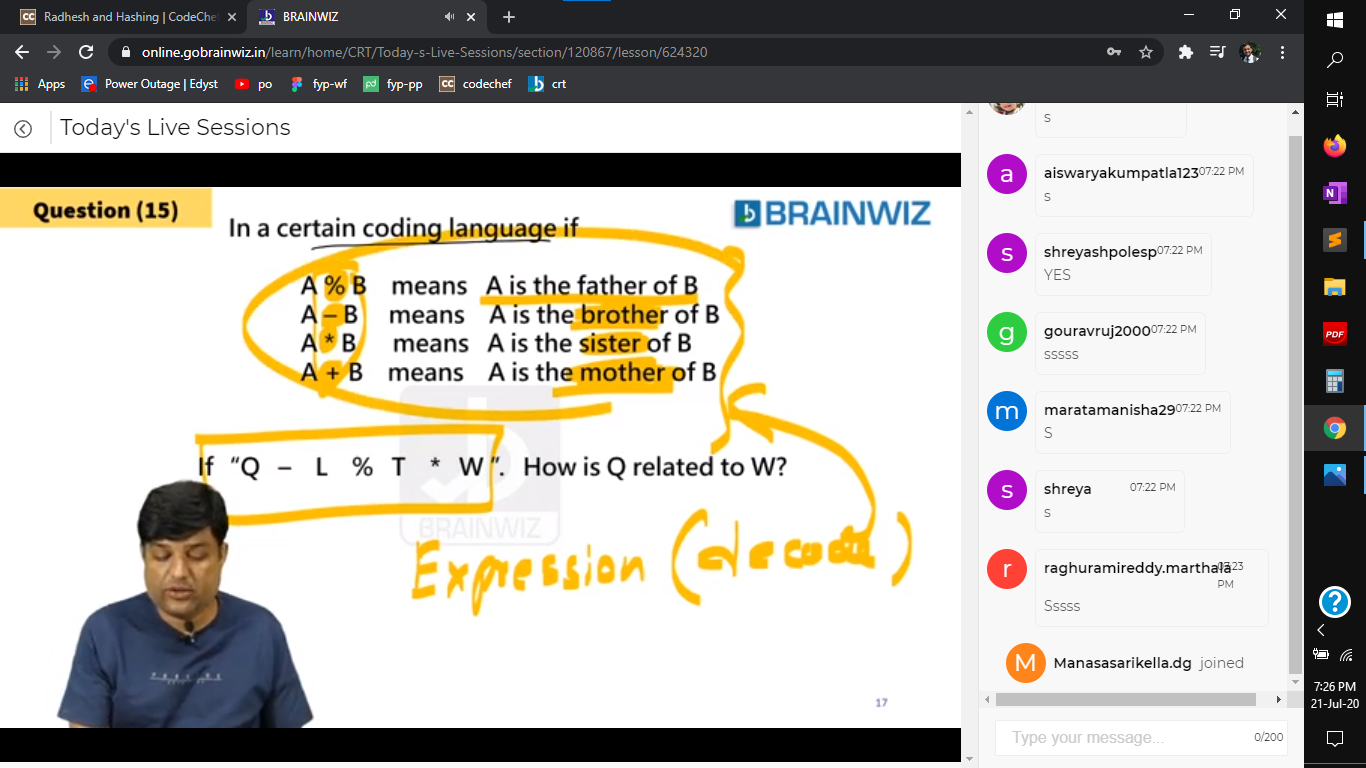 Radhesh and Hashing | CodeChe
BRAINWIZ
online.gobrainwiz.in/learn/home/CRT/Today-s-Live-Sessions/section/120867/lesson/624320
Apps
Power Outage | Edyst
po
fyp-wf
fyp-pp
codechef
crt
Today's Live Sessions
Question (15)
BRAINWIZ
In a certain coding language if
A % B means A is the father of B
A – B means A is the brother of B
A * B means A is the sister of B
A + B means A is the mother of B
If “Q – L % T * W”. How is Q related to W?
BRAINWIZ
Expression (decode)
17
s
aiswaryakumpatla123 07:22 PM
s
shreyashpolesp 07:22 PM
YES
gouravruj2000 07:22 PM
sssss
maratamanisha29 07:22 PM
S
shreya 07:22 PM
s
raghuramireddy.marthala 07:23 PM
Sssss
Manasasarikella.dg joined
Type your message... 0/200
7:26 PM
21-Jul-20